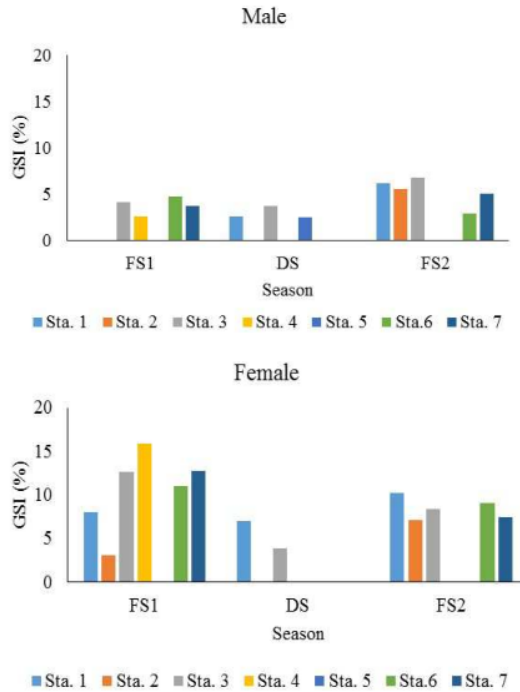 Male
20
15
10
5
0
GSI (%)
FS1 DS FS2
Season
Sta. 1 Sta. 2 Sta. 3 Sta. 4 Sta. 5 Sta.6 Sta. 7
Female
20
15
10
5
0
GSI (%)
FS1 DS FS2
Season
Sta. 1 Sta. 2 Sta. 3 Sta. 4 Sta. 5 Sta.6 Sta. 7